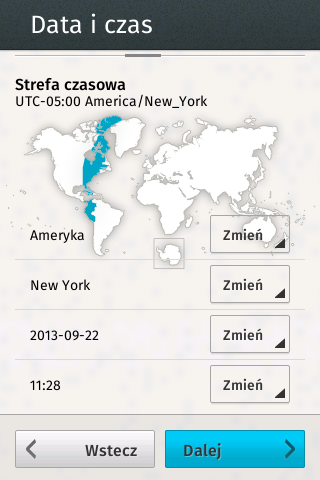 Data i czas
Strefa czasowa
UTC-05:00 America/New_York
Ameryka Zmień
New York Zmień
2013-09-22 Zmień
11:28 Zmień
Wstecz Dalej